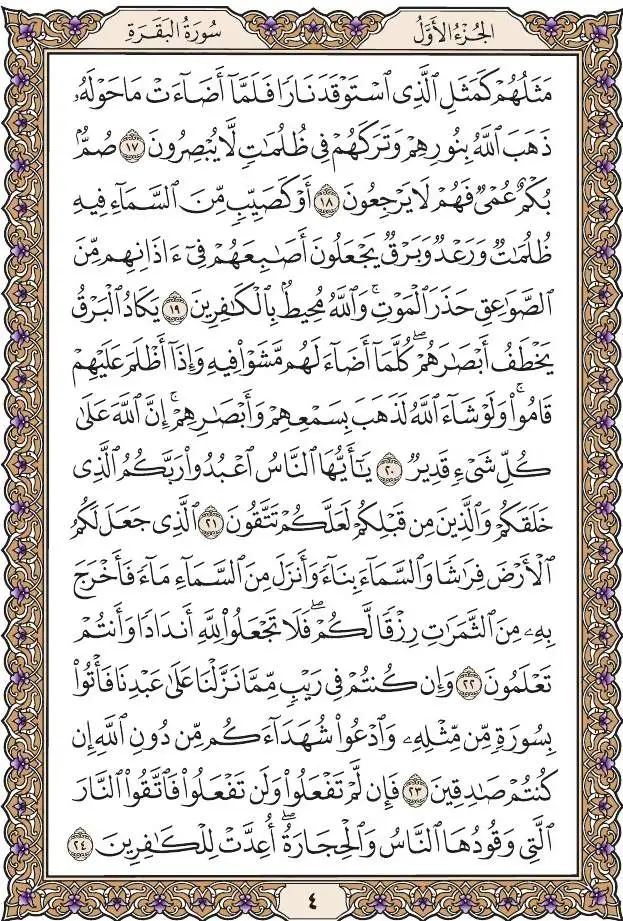 الجُزْءُ الأَوَّلُ
سُورَةُ البَقَرَةِ
مَثَلُهُمْ كَمَثَلِ ٱلَّذِى ٱسْتَوْقَدَ نَارًا فَلَمَّآ أَضَآءَتْ مَا حَوْلَهُۥ
ذَهَبَ ٱللَّهُ بِنُورِهِمْ وَتَرَكَهُمْ فِى ظُلُمَٰتٍ لَّا يُبْصِرُونَ ١٧ صُمٌّۢ
بُكْمٌ عُمْىٌ فَهُمْ لَا يَرْجِعُونَ ١٨ أَوْ كَصَيِّبٍ مِّنَ ٱلسَّمَآءِ فِيهِ
ظُلُمَٰتٌ وَرَعْدٌ وَبَرْقٌ يَجْعَلُونَ أَصَٰبِعَهُمْ فِىٓ ءَاذَانِهِم مِّنَ
ٱلصَّوَٰعِقِ حَذَرَ ٱلْمَوْتِۚ وَٱللَّهُ مُحِيطٌۢ بِٱلْكَٰفِرِينَ ١٩ يَكَادُ ٱلْبَرْقُ
يَخْطَفُ أَبْصَٰرَهُمْۖ كُلَّمَآ أَضَآءَ لَهُم مَّشَوْا۟ فِيهِ وَإِذَآ أَظْلَمَ عَلَيْهِمْ
قَامُوا۟ۚ وَلَوْ شَآءَ ٱللَّهُ لَذَهَبَ بِسَمْعِهِمْ وَأَبْصَٰرِهِمْۚ إِنَّ ٱللَّهَ عَلَىٰ
كُلِّ شَىْءٍ قَدِيرٌ ٢٠ يَٰٓأَيُّهَا ٱلنَّاسُ ٱعْبُدُوا۟ رَبَّكُمُ ٱلَّذِى
خَلَقَكُمْ وَٱلَّذِينَ مِن قَبْلِكُمْ لَعَلَّكُمْ تَتَّقُونَ ٢١ ٱلَّذِى جَعَلَ لَكُمُ
ٱلْأَرْضَ فِرَٰشًا وَٱلسَّمَآءَ بِنَآءً وَأَنزَلَ مِنَ ٱلسَّمَآءِ مَآءً فَأَخْرَجَ
بِهِۦ مِنَ ٱلثَّمَرَٰتِ رِزْقًا لَّكُمْۖ فَلَا تَجْعَلُوا۟ لِلَّهِ أَندَادًا وَأَنتُمْ
تَعْلَمُونَ ٢٢ وَإِن كُنتُمْ فِى رَيْبٍ مِّمَّا نَزَّلْنَا عَلَىٰ عَبْدِنَا فَأْتُوا۟
بِسُورَةٍ مِّن مِّثْلِهِۦ وَٱدْعُوا۟ شُهَدَآءَكُم مِّن دُونِ ٱللَّهِ إِن
كُنتُمْ صَٰدِقِينَ ٢٣ فَإِن لَّمْ تَفْعَلُوا۟ وَلَن تَفْعَلُوا۟ فَٱتَّقُوا۟ ٱلنَّارَ
ٱلَّتِى وَقُودُهَا ٱلنَّاسُ وَٱلْحِجَارَةُۖ أُعِدَّتْ لِلْكَٰفِرِينَ ٢٤
٤